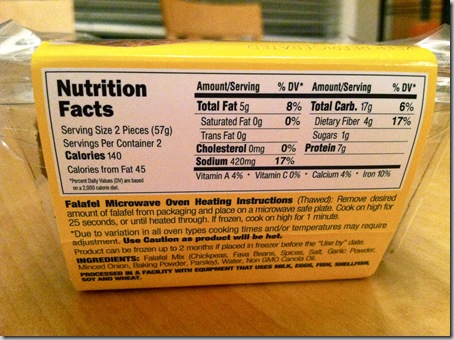 Nutrition
Facts
Serving Size 2 Pieces (57g)
Servings Per Container 2
Calories 140
Calories from Fat 45
*Percent Daily Values (DV) are based
on a 2,000 calorie diet.
Amount/Serving % DV*
Total Fat 5g 8%
Saturated Fat 0g 0%
Trans Fat 0g
Cholesterol 0mg 0%
Sodium 420mg 17%
Amount/Serving % DV*
Total Carb. 17g 6%
Dietary Fiber 4g 17%
Sugars 1g
Protein 7g
Vitamin A 4% • Vitamin C 0% • Calcium 4% • Iron 10%
Falafel Microwave Oven Heating Instructions (Thawed): Remove desired
amount of falafel from packaging and place on a microwave safe plate. Cook on high for
25 seconds, or until heated through. If frozen, cook on high for 1 minute.
*Due to variation in all oven types cooking times and/or temperatures may require
adjustment. Use Caution as product will be hot.
Product can be frozen up to 2 months if placed in freezer before the "Use by" date.
INGREDIENTS: Falafel Mix (Chickpeas, Fava Beans, Spices, Salt, Garlic Powder,
Minced Onion, Baking Powder, Parsley), Water, Non GMO Canola Oil.
PROCESSED IN A FACILITY WITH EQUIPMENT THAT USES MILK, EGGS, FISH, SHELLFISH,
SOY AND WHEAT.